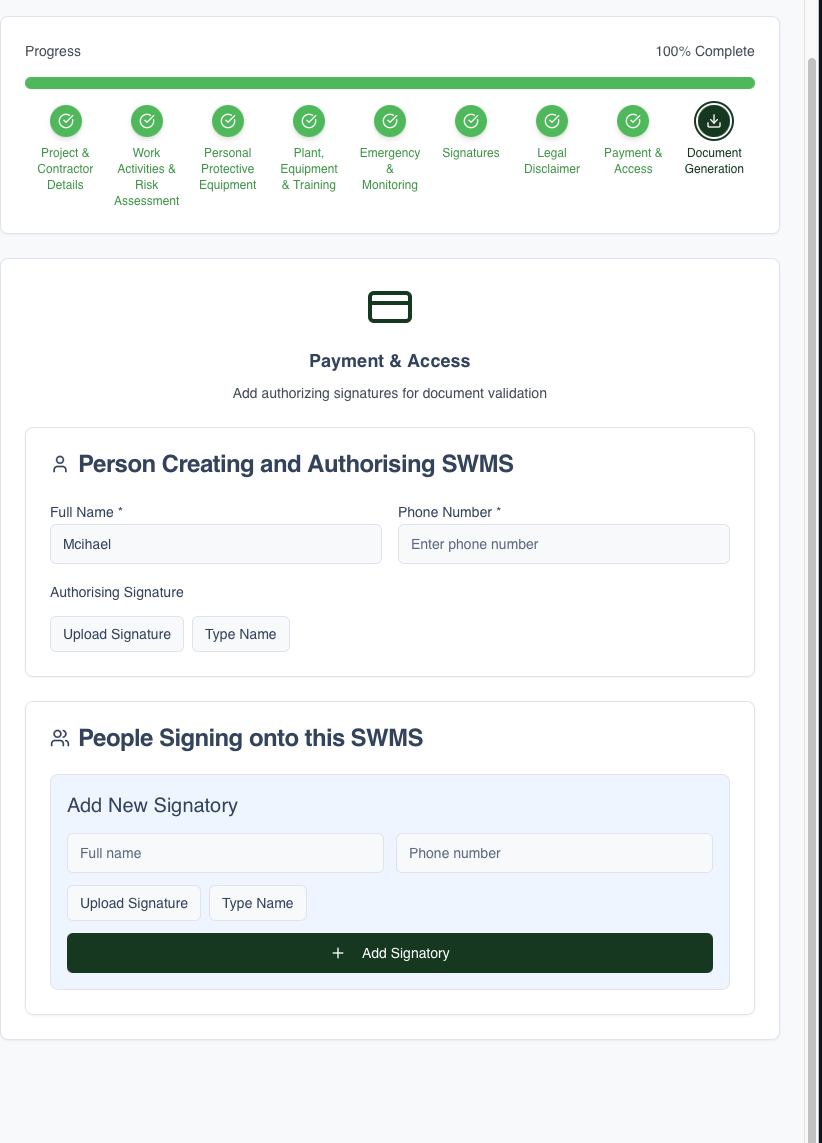 Progress
100% Complete
Project &
Contractor
Details
Work
Activities &
Risk
Assessment
Personal
Protective
Equipment
Plant,
Equipment
& Training
Emergency
&
Monitoring
Signatures
Legal
Disclaimer
Payment &
Access
Document
Generation
Payment & Access
Add authorizing signatures for document validation
Person Creating and Authorising SWMS
Full Name *
Phone Number *
Mcihael
Enter phone number
Authorising Signature
Upload Signature
Type Name
People Signing onto this SWMS
Add New Signatory
Full name
Phone number
Upload Signature
Type Name
Add Signatory